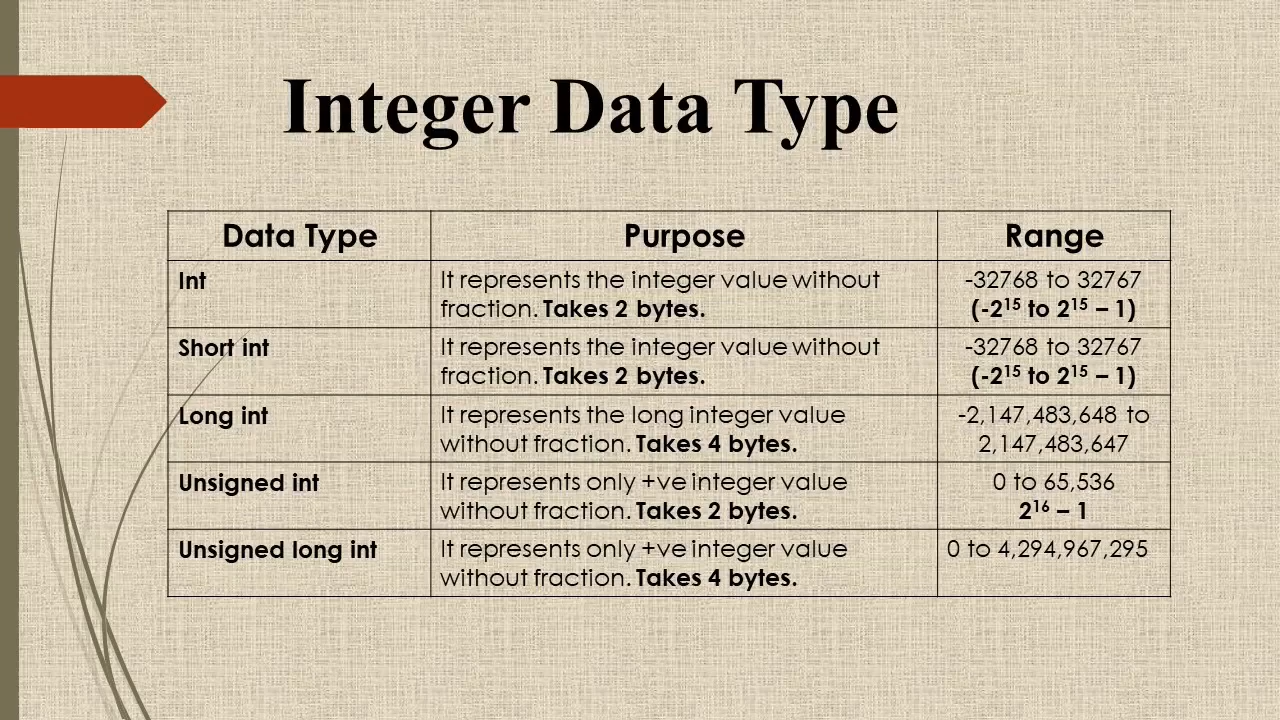 Integer Data Type
Data Type Purpose Range
Int
It represents the integer value without
fraction. Takes 2 bytes.
-32768 to 32767
(-2¹⁵ to 2¹⁵ – 1)
Short int
It represents the integer value without
fraction. Takes 2 bytes.
-32768 to 32767
(-2¹⁵ to 2¹⁵ – 1)
Long int
It represents the long integer value
without fraction. Takes 4 bytes.
-2,147,483,648 to
2,147,483,647
Unsigned int
It represents only +ve integer value
without fraction. Takes 2 bytes.
0 to 65,536
2¹⁶ – 1
Unsigned long int
It represents only +ve integer value
without fraction. Takes 4 bytes.
0 to 4,294,967,295